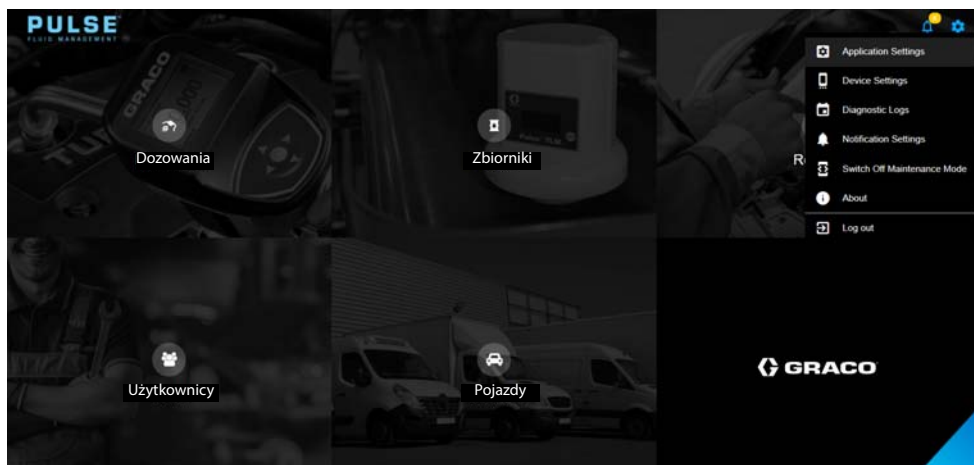 PULSE
FLUID MANAGEMENT
Application Settings
Device Settings
Diagnostic Logs
Notification Settings
Switch Off Maintenance Mode
About
Log out
GRACO
Dozowania
Zbiorniki
R
Użytkownicy
Pojazdy
GRACO